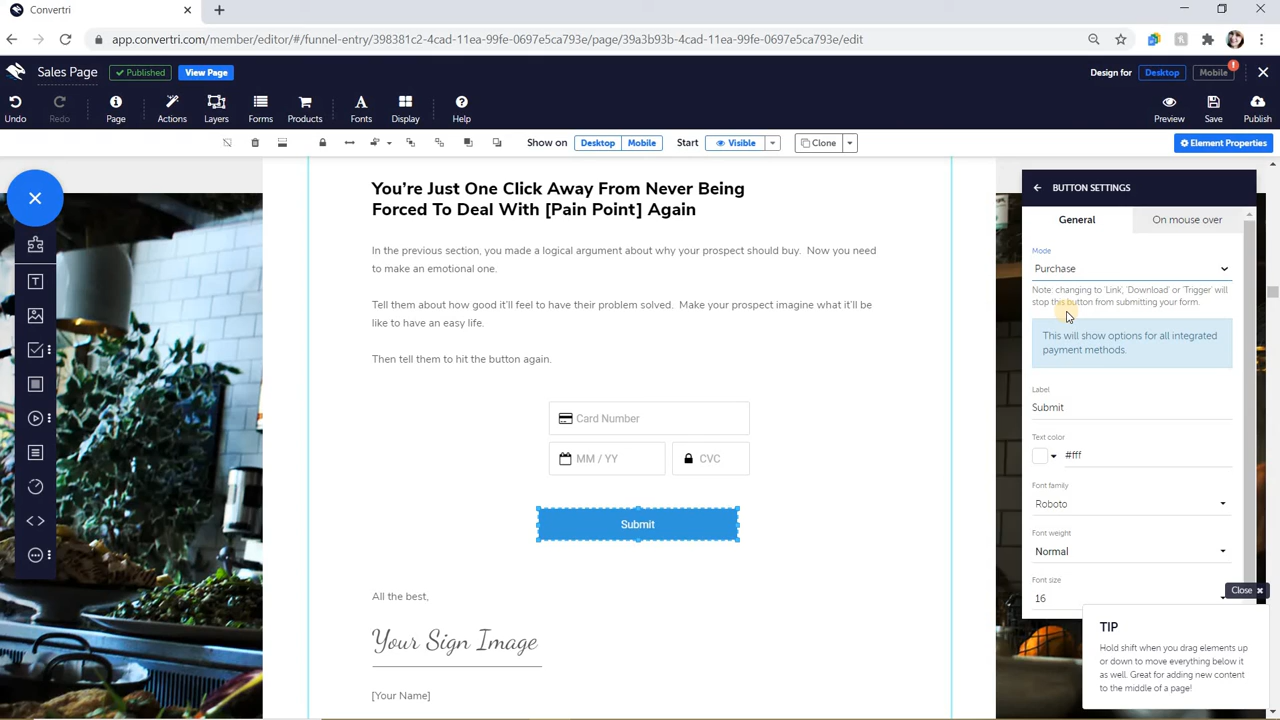 Convertri
app.convertri.com/member/editor/#/funnel-entry/398381c2-4cad-11ea-99fe-0697e5ca793e/page/39a3b93b-4cad-11ea-99fe-0697e5ca793e/edit
Sales Page
Published
View Page
Design for
Desktop
Mobile
!
Undo
Redo
Page
Actions
Layers
Forms
Products
Fonts
Display
Help
Preview
Save
Publish
Show on
Desktop
Mobile
Start
Visible
Clone
Element Properties
You're Just One Click Away From Never Being
Forced To Deal With [Pain Point] Again
In the previous section, you made a logical argument about why your prospect should buy. Now you need
to make an emotional one.
Tell them about how good it'll feel to have their problem solved. Make your prospect imagine what it'll be
like to have an easy life.
Then tell them to hit the button again.
Card Number
MM / YY
CVC
Submit
All the best,
Your Sign Image
[Your Name]
BUTTON SETTINGS
General
On mouse over
Mode
Purchase
Note: changing to 'Link, 'Download' or 'Trigger' will
stop this button from submitting your form.
This will show options for all integrated
payment methods.
Label
Submit
Text color
#fff
Font family
Roboto
Font weight
Normal
Font size
16
Close
TIP
Hold shift when you drag elements up
or down to move everything below it
as well. Great for adding new content
to the middle of a page!